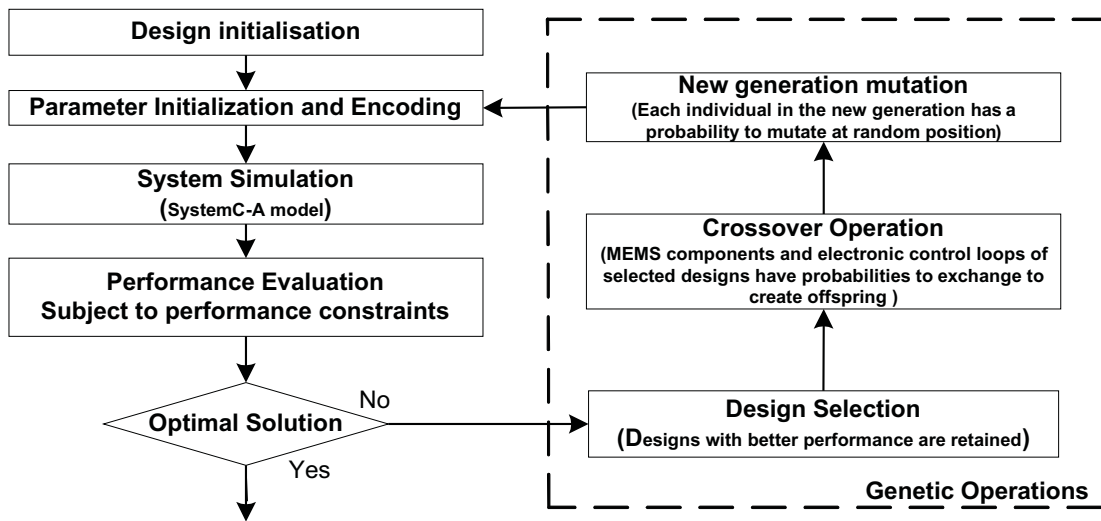 Design initialisation
Parameter Initialization and Encoding
System Simulation
(SystemC-A model)
Performance Evaluation
Subject to performance constraints
Optimal Solution
No
Yes
New generation mutation
(Each individual in the new generation has a
probability to mutate at random position)
Crossover Operation
(MEMS components and electronic control loops of
selected designs have probabilities to exchange to
create offspring )
Design Selection
(Designs with better performance are retained)
Genetic Operations